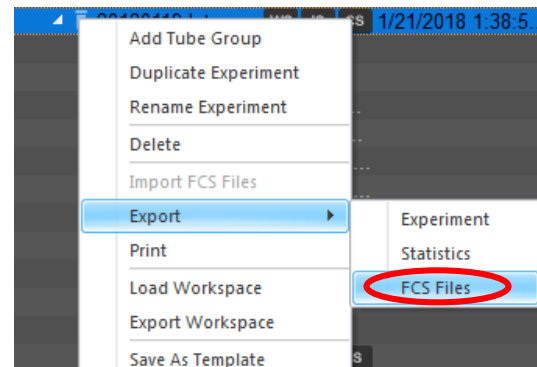 1/21/2018 1:38:5...
Add Tube Group
Duplicate Experiment
Rename Experiment
Delete
Import FCS Files
Export
Experiment
Print
Statistics
Load Workspace
FCS Files
Export Workspace
Save As Template